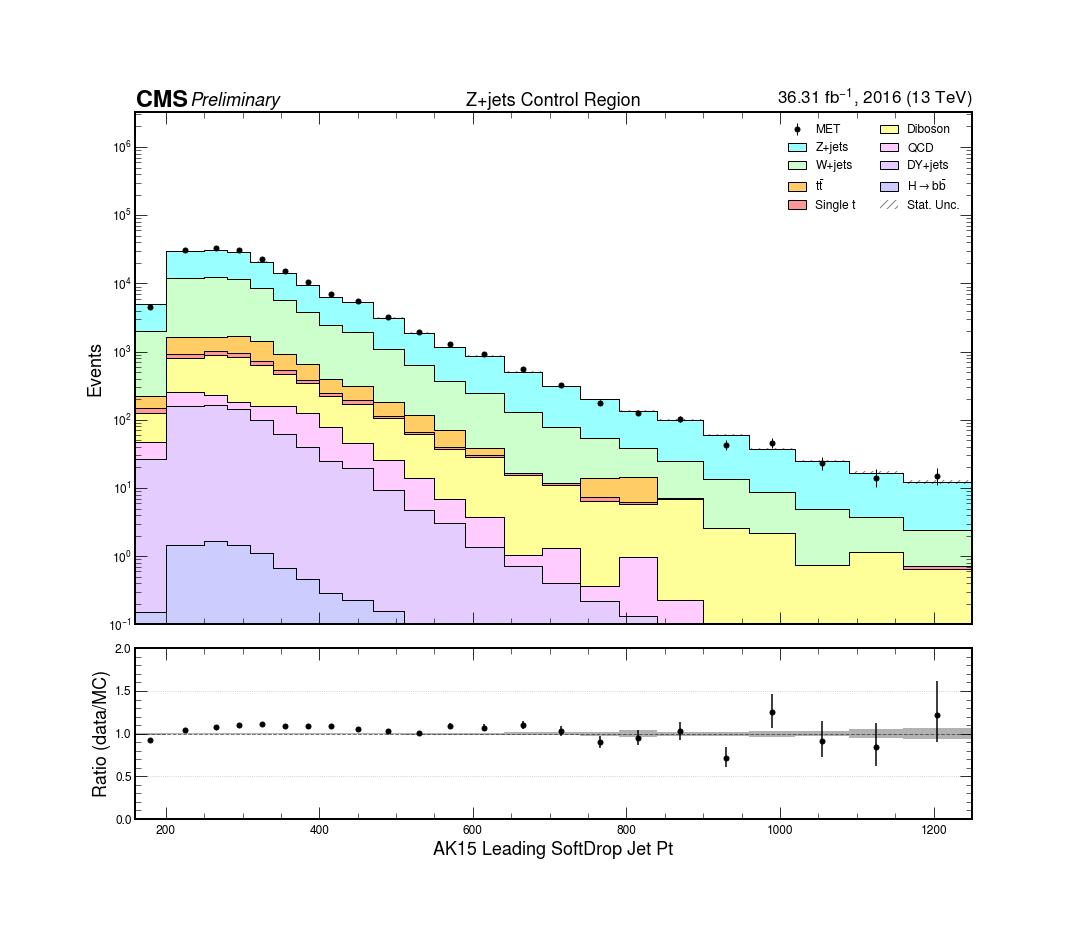 CMS Preliminary Z+jets Control Region 36.31 fb⁻¹, 2016 (13 TeV)
MET Diboson
Z+jets QCD
W+jets DY+jets
tt̄ H→bb̄
Single t Stat. Unc.
10⁶
10⁵
10⁴
10³
10²
10¹
10⁰
10⁻¹
Events
2.0
1.5
1.0
0.5
0.0
Ratio (data/MC)
200 400 600 800 1000 1200
AK15 Leading SoftDrop Jet Pt